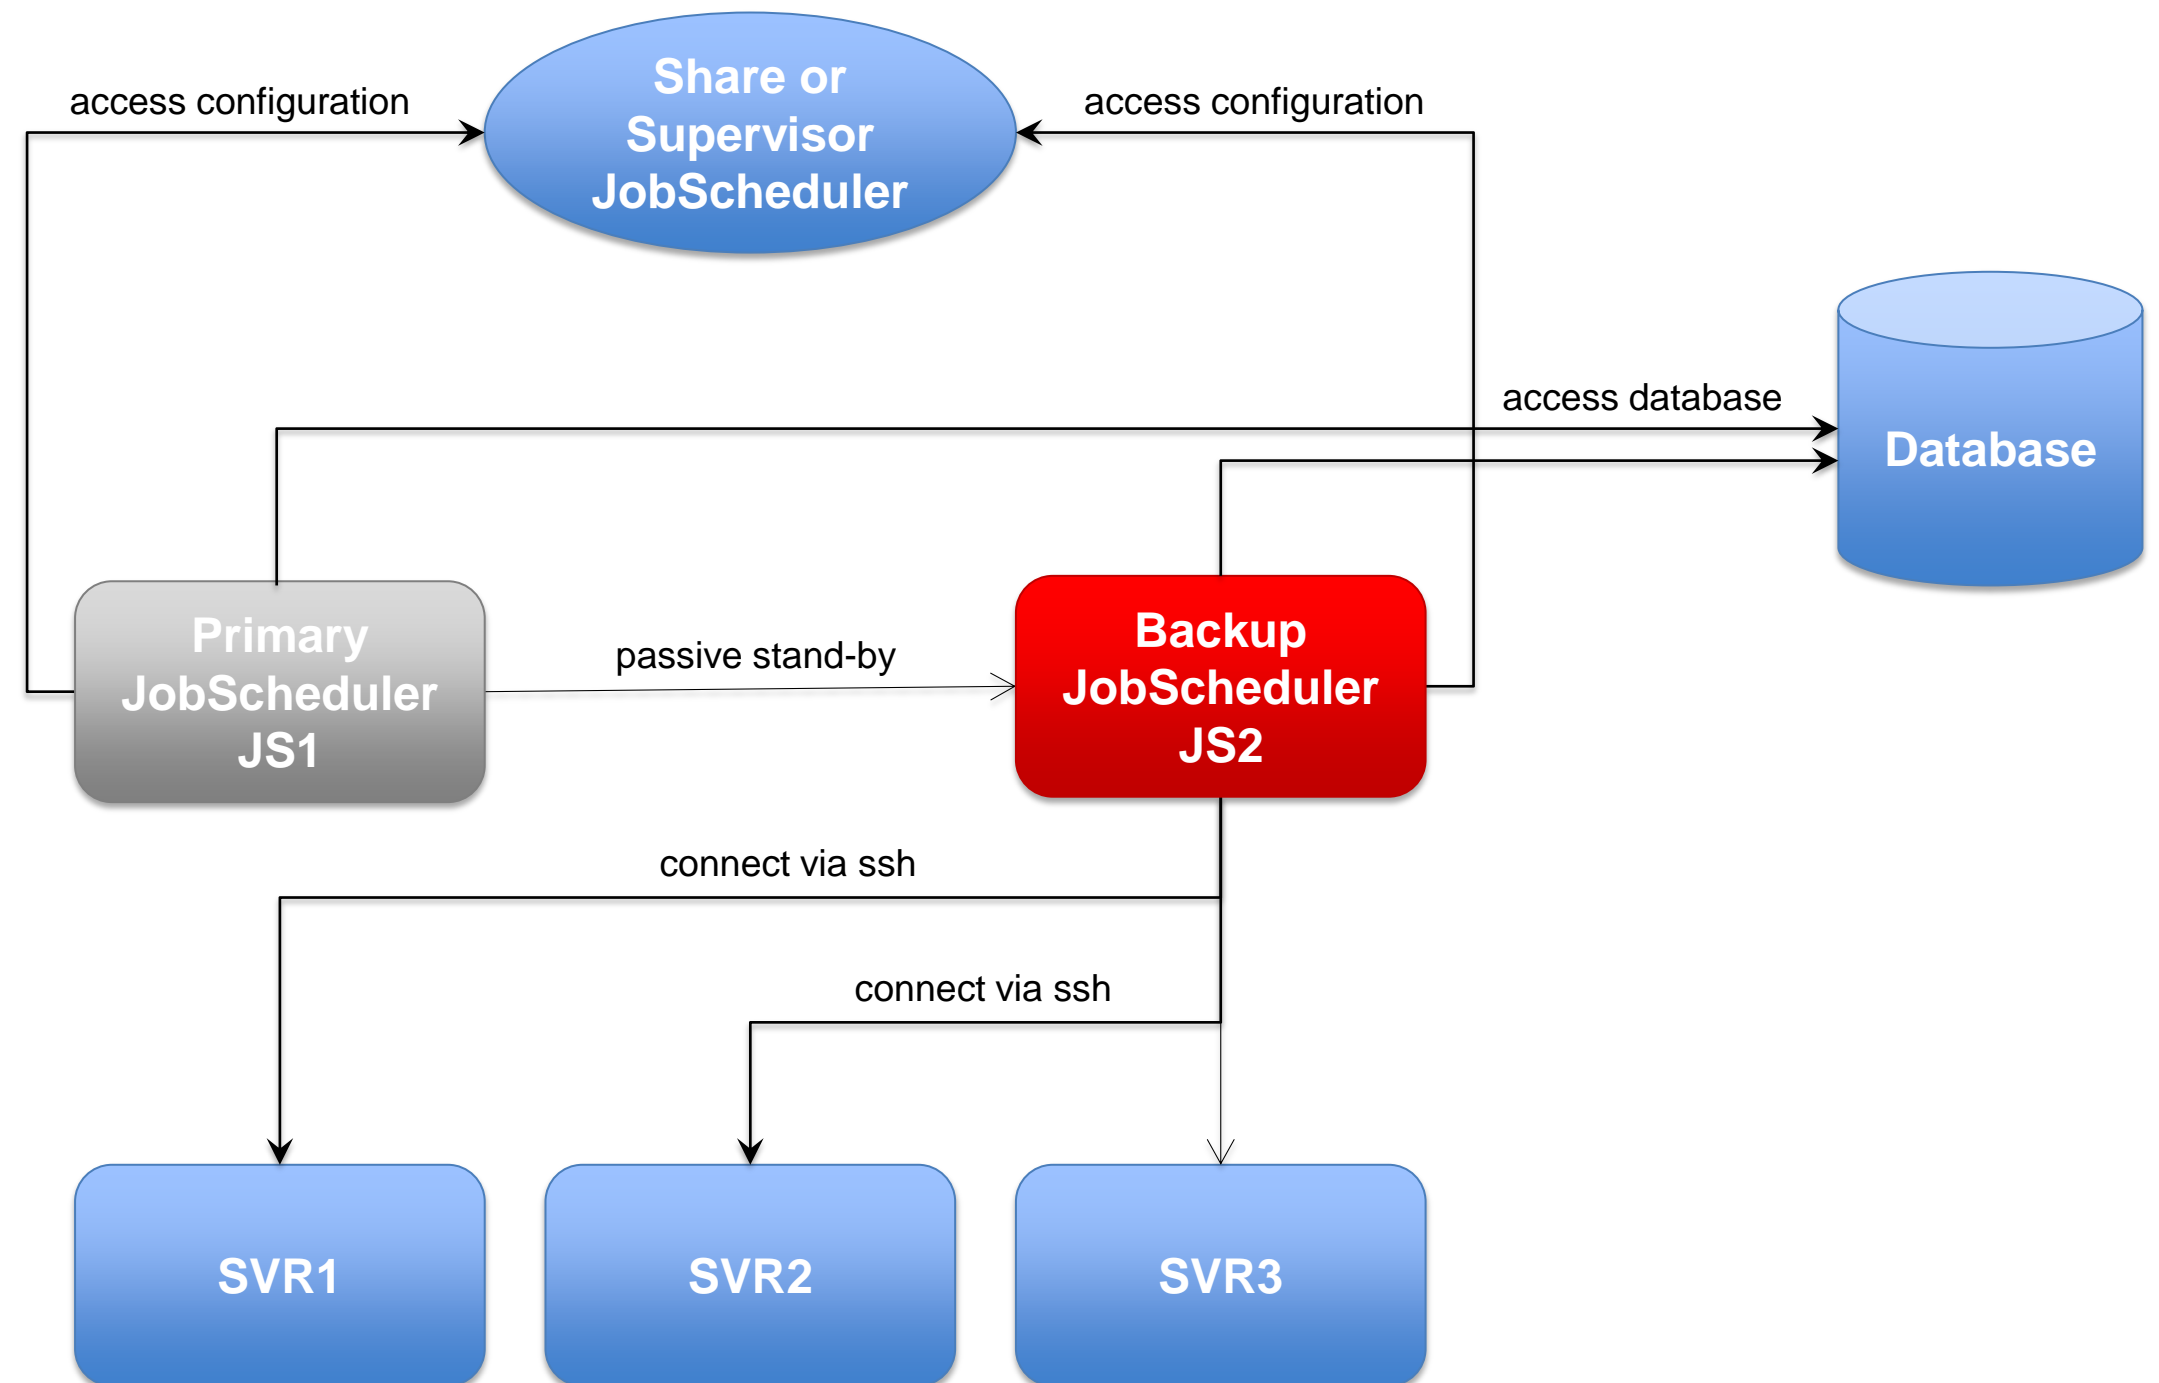 Share or
Supervisor
JobScheduler
access configuration
access configuration
access database
Database
Primary
JobScheduler
JS1
passive stand-by
Backup
JobScheduler
JS2
connect via ssh
connect via ssh
SVR1
SVR2
SVR3